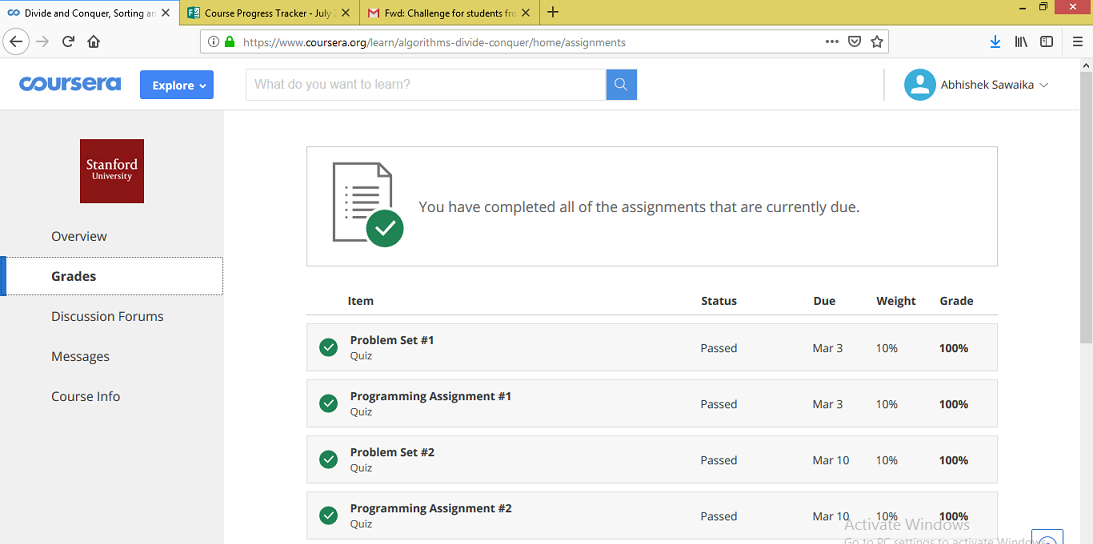 Divide and Conquer, Sorting an
Course Progress Tracker - July
Fwd: Challenge for students fro
https://www.coursera.org/learn/algorithms-divide-conquer/home/assignments
coursera
Explore
What do you want to learn?
Abhishek Sawaika
Stanford
University
Overview
Grades
Discussion Forums
Messages
Course Info
You have completed all of the assignments that are currently due.
Item Status Due Weight Grade
Problem Set #1
Quiz
Passed Mar 3 10% 100%
Programming Assignment #1
Quiz
Passed Mar 3 10% 100%
Problem Set #2
Quiz
Passed Mar 10 10% 100%
Programming Assignment #2
Quiz
Passed Mar 10 10% 100%
Activate Windows
Go to PC settings to activate Windows.